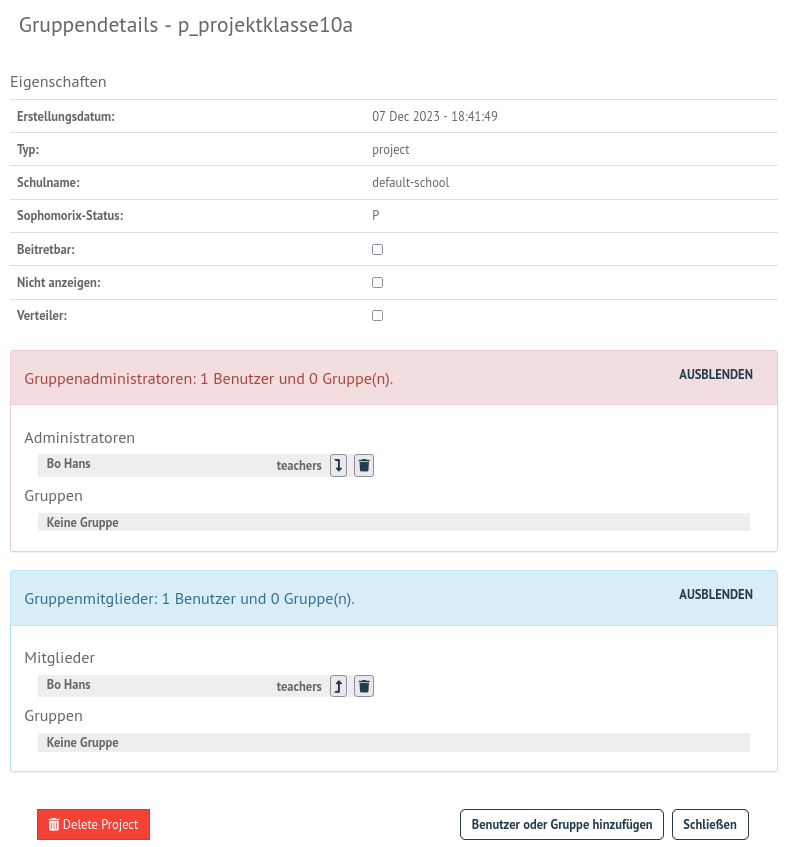 Gruppendetails - p_projektklasse10a
Eigenschaften
Erstellungsdatum: 07 Dec 2023 - 18:41:49
Typ: project
Schulname: default-school
Sophomorix-Status: P
Beitretbar:
Nicht anzeigen:
Verteiler:
Gruppenadministratoren: 1 Benutzer und 0 Gruppe(n). AUSBLENDEN
Administratoren
Bo Hans teachers
Gruppen
Keine Gruppe
Gruppenmitglieder: 1 Benutzer und 0 Gruppe(n). AUSBLENDEN
Mitglieder
Bo Hans teachers
Gruppen
Keine Gruppe
Delete Project Benutzer oder Gruppe hinzufügen Schließen